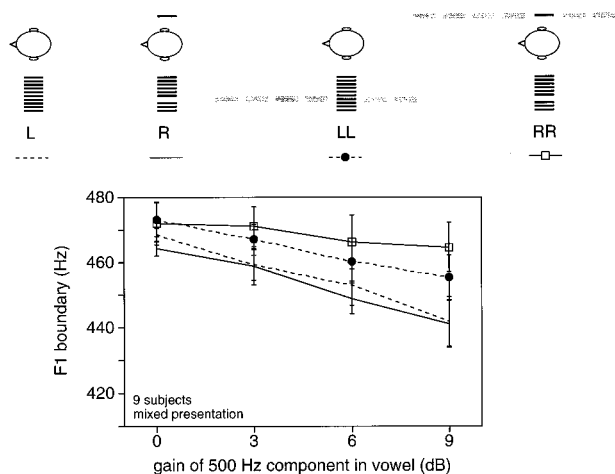 L R LL RR
480
460
440
420
F1 boundary (Hz)
9 subjects
mixed presentation
0 3 6 9
gain of 500 Hz component in vowel (dB)